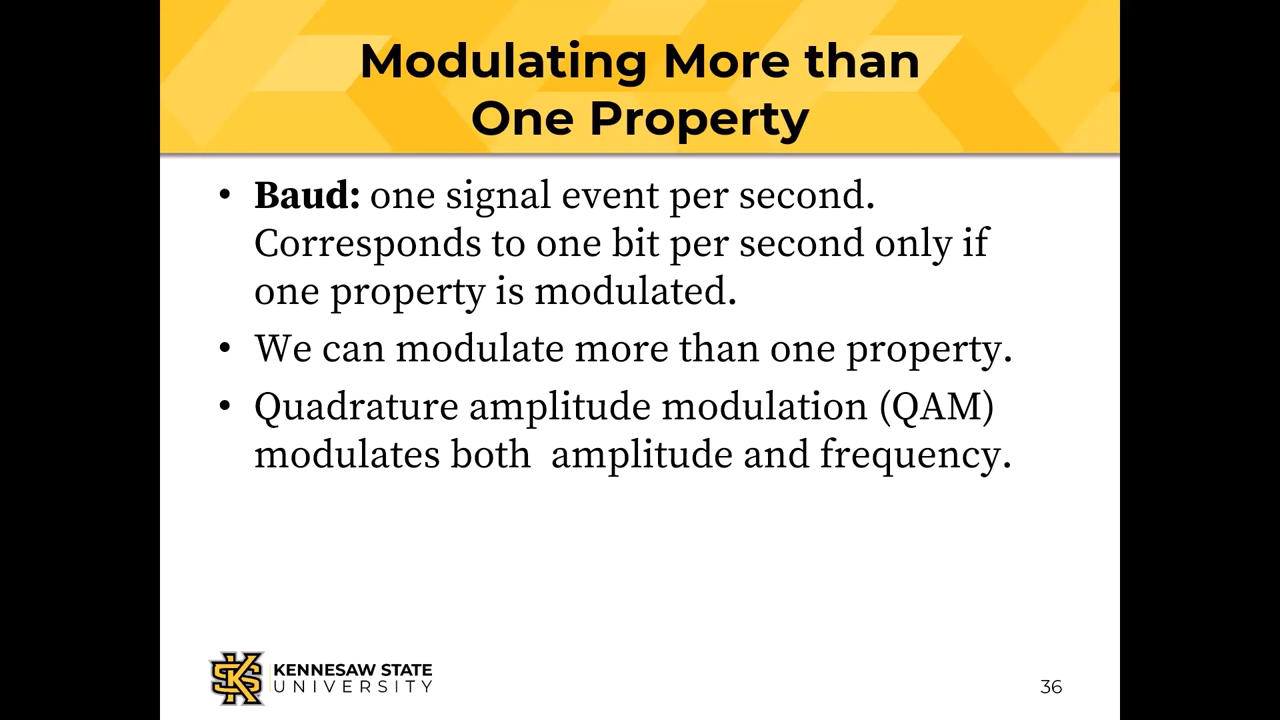 Modulating More than
One Property
• Baud: one signal event per second.
Corresponds to one bit per second only if
one property is modulated.
• We can modulate more than one property.
• Quadrature amplitude modulation (QAM)
modulates both  amplitude and frequency.
KENNESAW STATE
UNIVERSITY
36